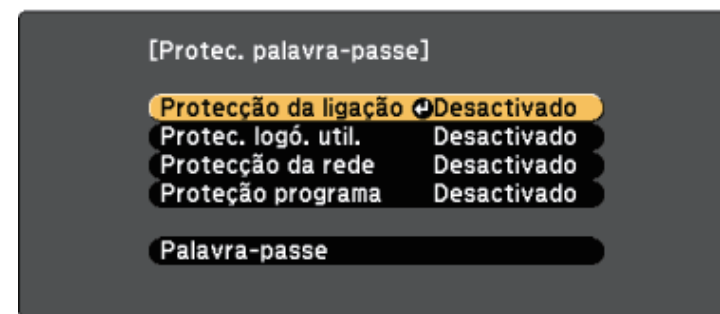 [Protec. palavra-passe]
Protecção da ligação Desactivado
Protec. logó. util. Desactivado
Protecção da rede Desactivado
Proteção programa Desactivado
Palavra-passe